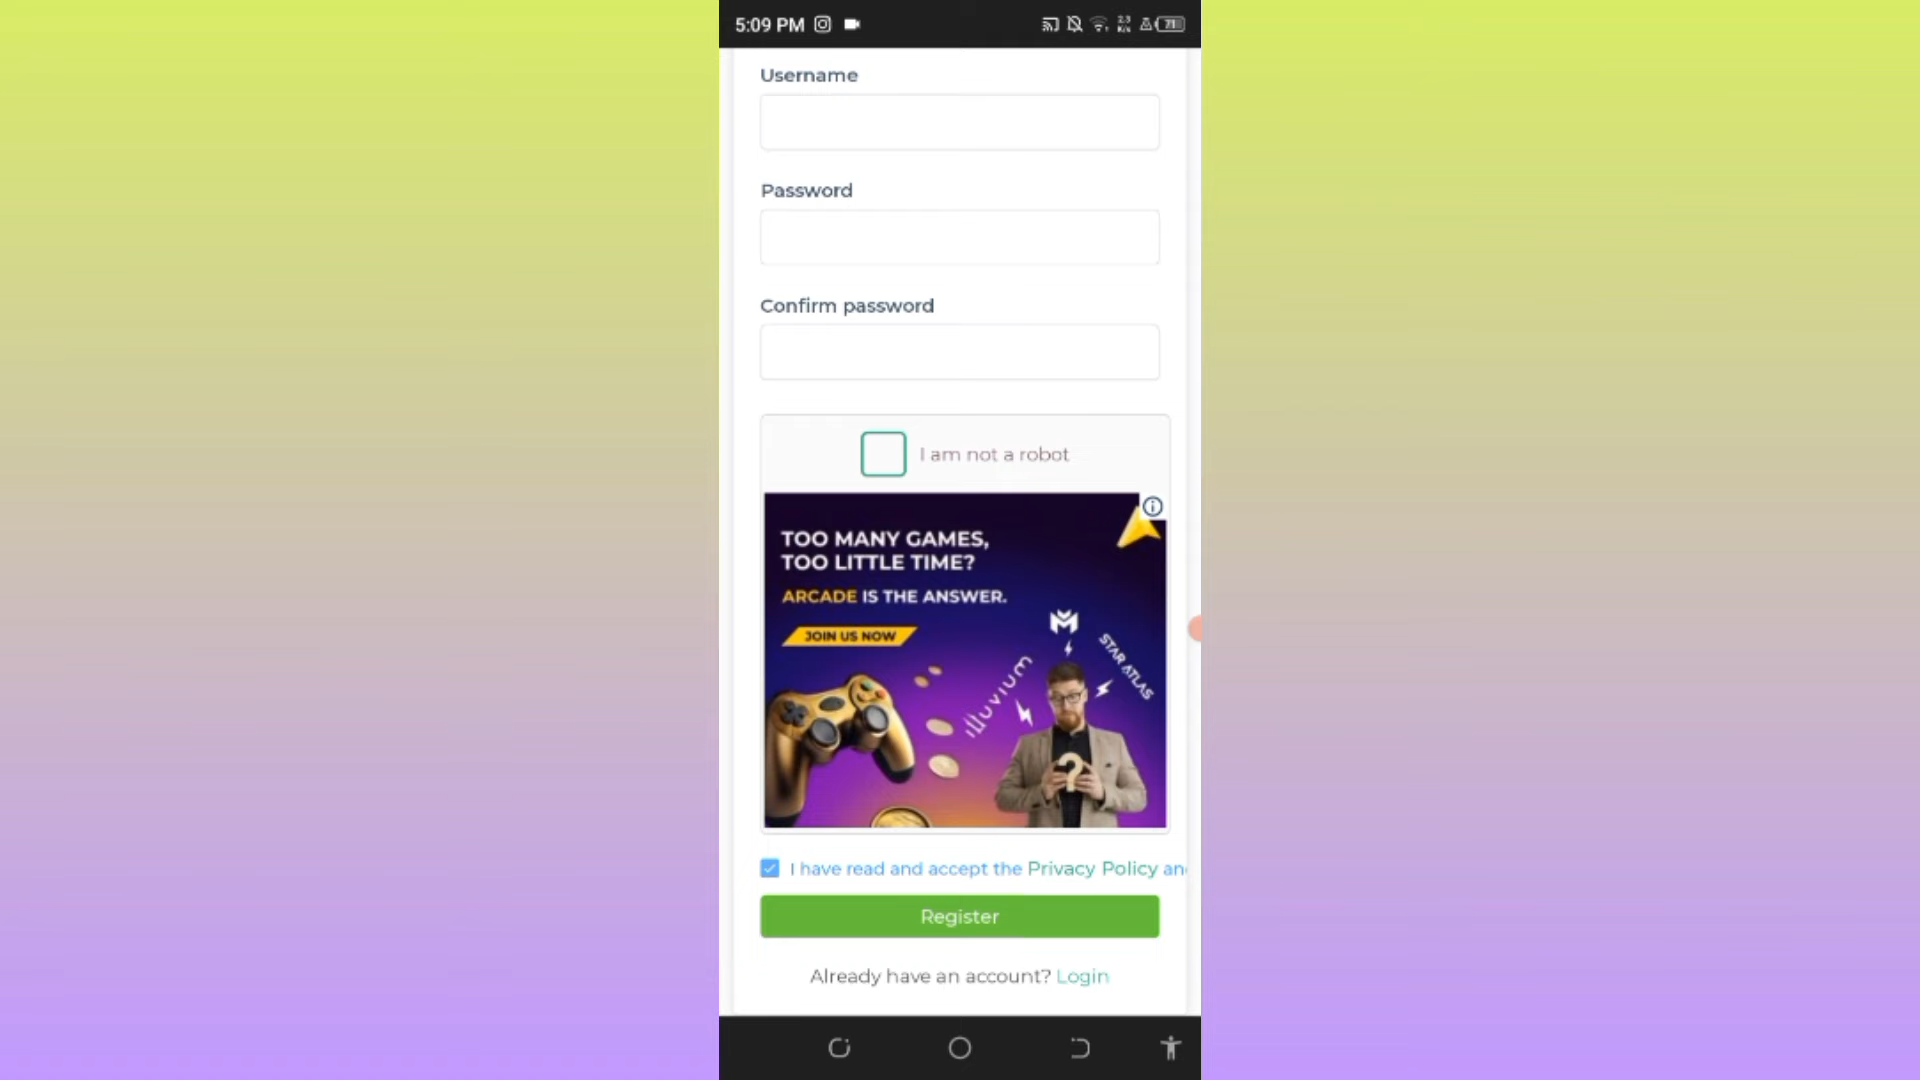 5:09 PM
Username
Password
Confirm password
I am not a robot
TOO MANY GAMES,
TOO LITTLE TIME?
ARCADE IS THE ANSWER.
JOIN US NOW
illuvium
STAR ATLAS
I have read and accept the Privacy Policy an
Register
Already have an account? Login